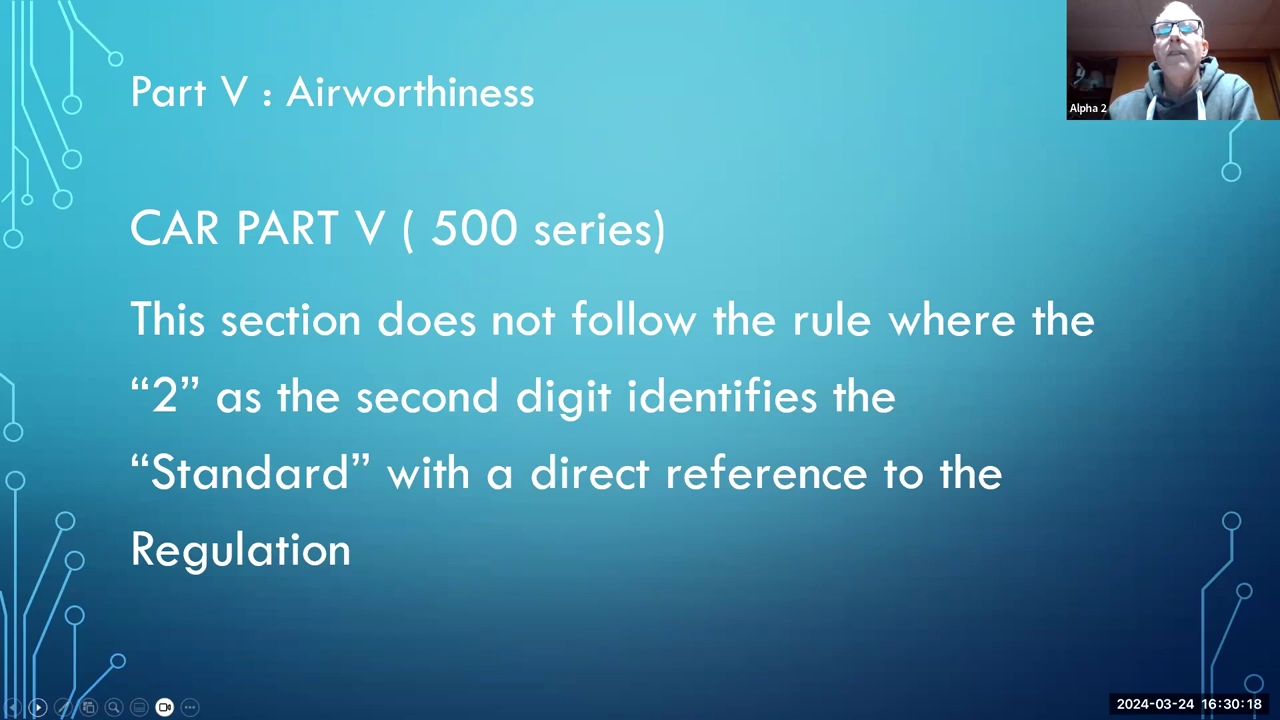 Part V : Airworthiness
Alpha 2
CAR PART V ( 500 series)
This section does not follow the rule where the
“2” as the second digit identifies the
“Standard” with a direct reference to the
Regulation
2024-03-24 16:30:18